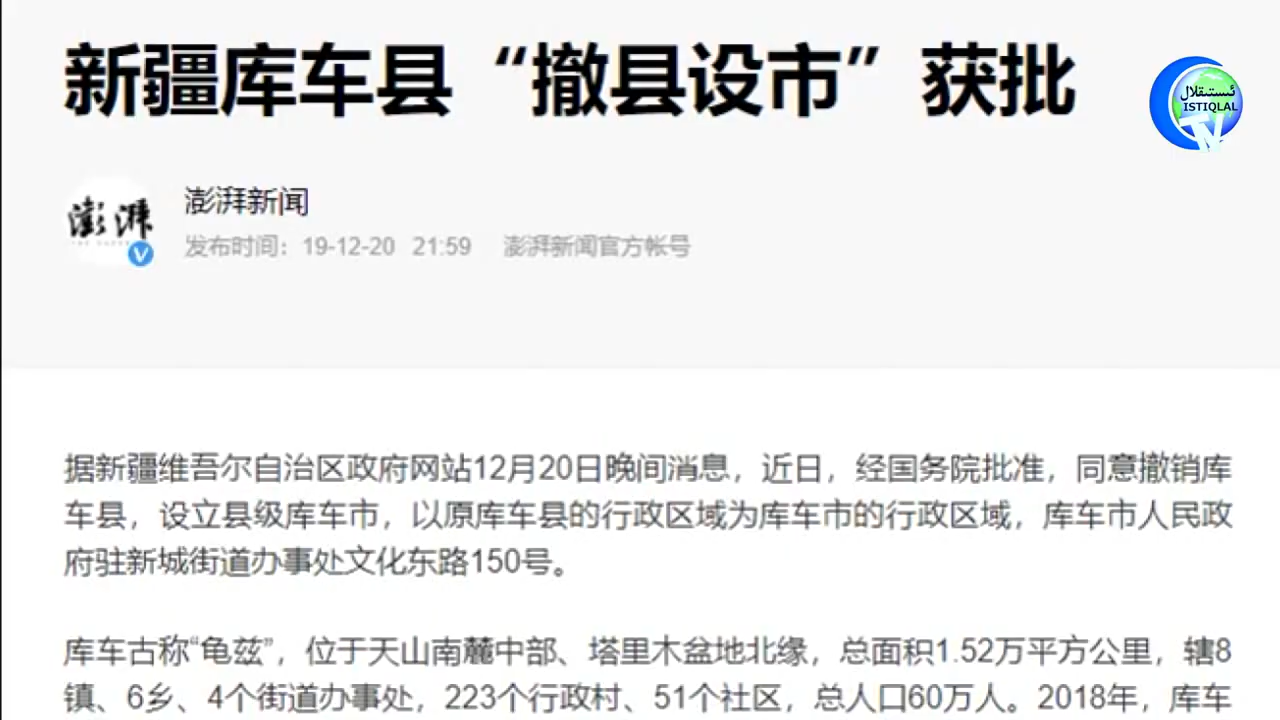 新疆库车县“撤县设市”获批
ئىستىقلال
ISTIQLAL
TV
澎湃
澎湃新闻
发布时间：19-12-20 21:59 澎湃新闻官方帐号
据新疆维吾尔自治区政府网站12月20日晚间消息，近日，经国务院批准，同意撤销库
车县，设立县级库车市，以原库车县的行政区域为库车市的行政区域，库车市人民政
府驻新城街道办事处文化东路150号。
库车古称“龟兹”，位于天山南麓中部、塔里木盆地北缘，总面积1.52万平方公里，辖8
镇、6乡、4个街道办事处，223个行政村、51个社区，总人口60万人。2018年，库车